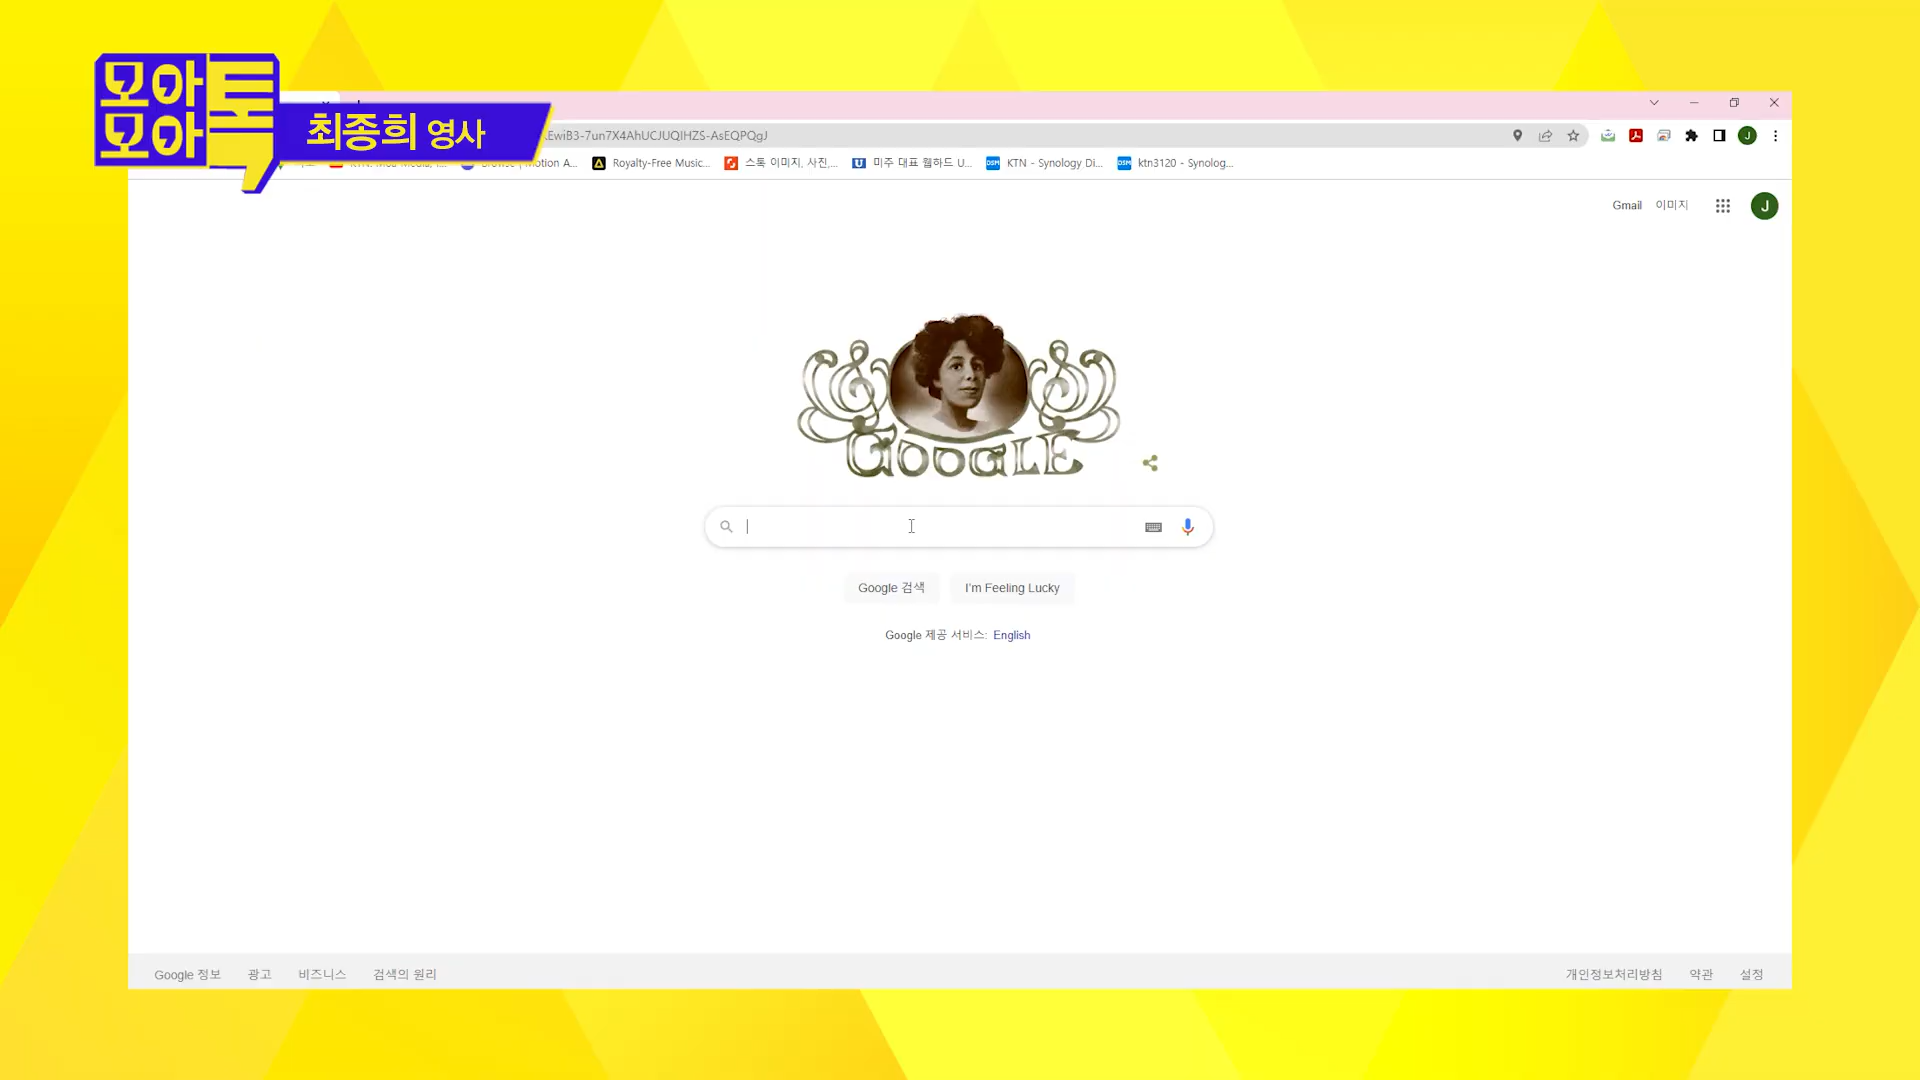 모아
모아
톡
최종희 영사
EwiB3-7un7X4AhUCJUQIHZS-AsEQPQgJ
Royalty-Free Music...
스톡 이미지, 사진,...
미주 대표 웹하드 U...
KTN - Synology Di...
ktn3120 - Synolog...
Gmail 이미지
J
GOOGLE
Google 검색
I'm Feeling Lucky
Google 제공 서비스: English
Google 정보 광고 비즈니스 검색의 원리
개인정보처리방침 약관 설정